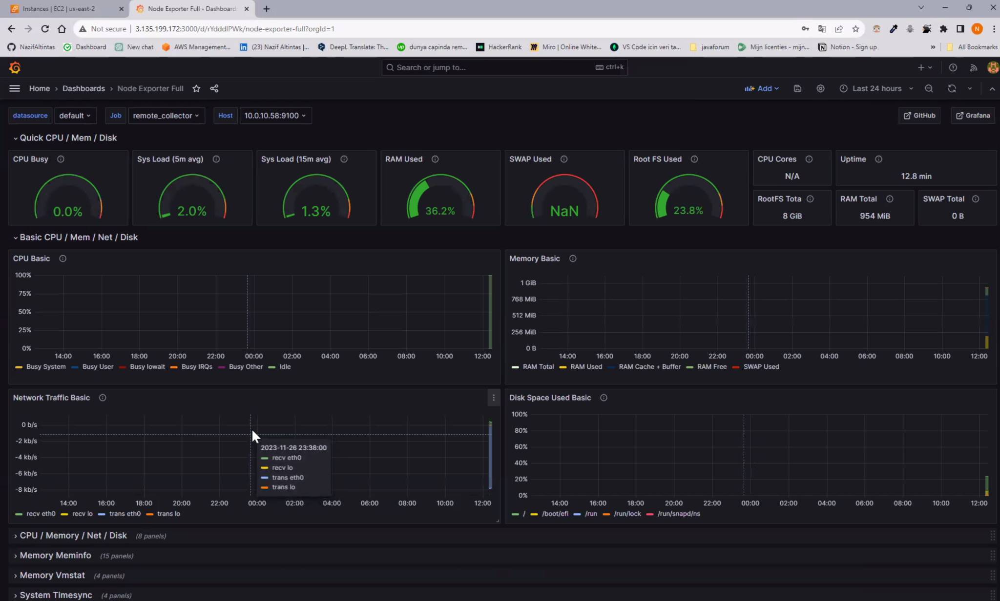 Instances | EC2 | us-east-2
Node Exporter Full - Dashboard
Not secure
3.135.199.172:3000/d/rYdddlPWk/node-exporter-full?orgId=1
N
NazifAltintas
Dashboard
New chat
AWS Management...
(23) Nazif Altintas |...
DeepL Translate: Th...
dunya capinda rem...
HackerRank
Miro | Online White...
VS Code icin veri ta...
javaforum
Mijn licenties - mijn...
Notion - Sign up
»
All Bookmarks
Search or jump to...
ctrl+k
Home › Dashboards › Node Exporter Full
Add
Last 24 hours
datasource default
Job remote_collector
Host 10.0.10.58:9100
GitHub
Grafana
Quick CPU / Mem / Disk
CPU Busy
0.0%
Sys Load (5m avg)
2.0%
Sys Load (15m avg)
1.3%
RAM Used
36.2%
SWAP Used
NaN
Root FS Used
23.8%
CPU Cores
N/A
Uptime
12.8 min
RootFS Tota
8 GiB
RAM Total
954 MiB
SWAP Total
0 B
Basic CPU / Mem / Net / Disk
CPU Basic
100%
75%
50%
25%
0%
14:00 16:00 18:00 20:00 22:00 00:00 02:00 04:00 06:00 08:00 10:00 12:00
Busy System Busy User Busy Iowait Busy IRQs Busy Other Idle
Memory Basic
1 GiB
768 MiB
512 MiB
256 MiB
0 B
14:00 16:00 18:00 20:00 22:00 00:00 02:00 04:00 06:00 08:00 10:00 12:00
RAM Total RAM Used RAM Cache + Buffer RAM Free SWAP Used
Network Traffic Basic
0 b/s
-2 kb/s
-4 kb/s
-6 kb/s
-8 kb/s
2023-11-26 23:38:00
recv eth0
recv lo
trans eth0
trans lo
14:00 16:00 18:00 20:00 22:00 00:00 02:00 04:00 06:00 08:00 10:00 12:00
recv eth0 recv lo trans eth0 trans lo
Disk Space Used Basic
100%
80%
60%
40%
20%
0%
14:00 16:00 18:00 20:00 22:00 00:00 02:00 04:00 06:00 08:00 10:00 12:00
/ /boot/efi /run /run/lock /run/snapd/ns
CPU / Memory / Net / Disk (8 panels)
Memory Meminfo (15 panels)
Memory Vmstat (4 panels)
System Timesync (4 panels)